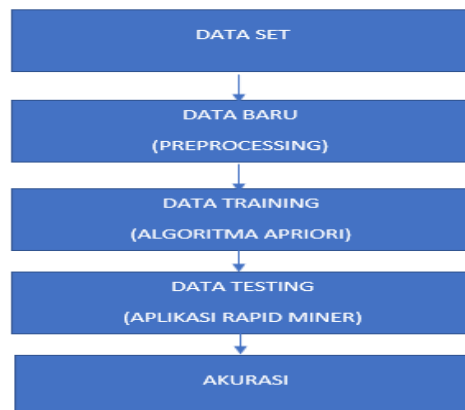 DATA SET
DATA BARU
(PREPROCESSING)
DATA TRAINING
(ALGORITMA APRIORI)
DATA TESTING
(APLIKASI RAPID MINER)
AKURASI